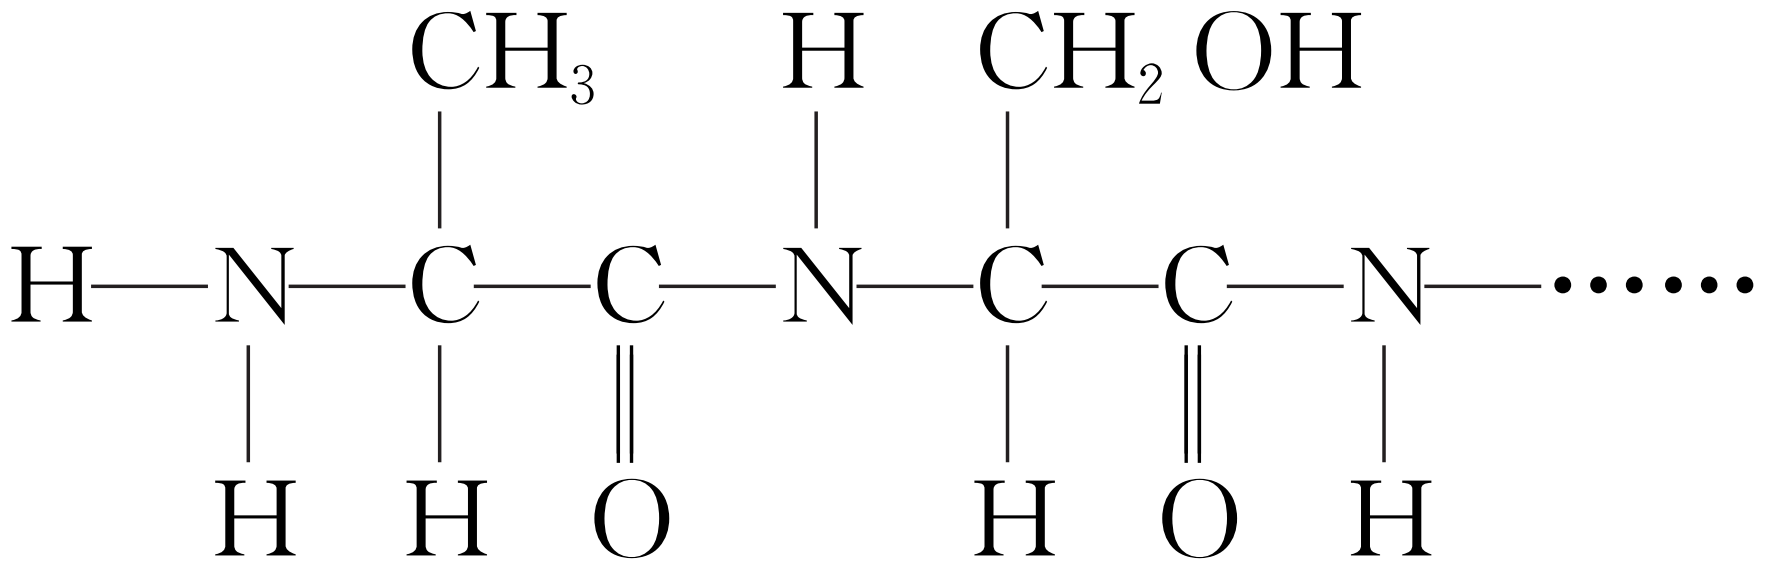 CH₃ H CH₂ OH
H N C C N C C N ······
H H O H O H